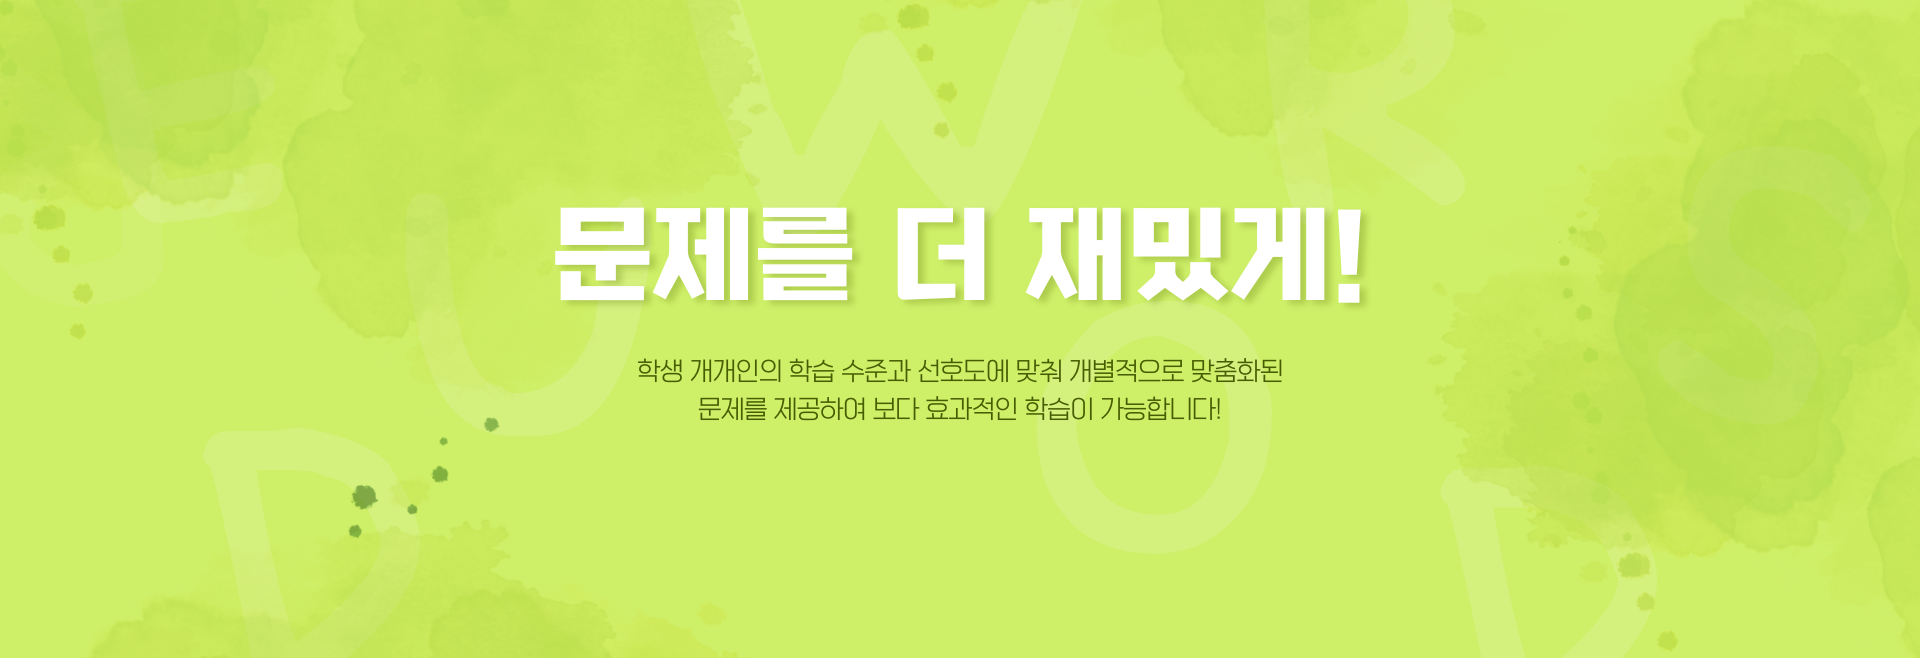 문제를 더 재밌게!
학생 개개인의 학습 수준과 선호도에 맞춰 개별적으로 맞춤화된
문제를 제공하여 보다 효과적인 학습이 가능합니다!